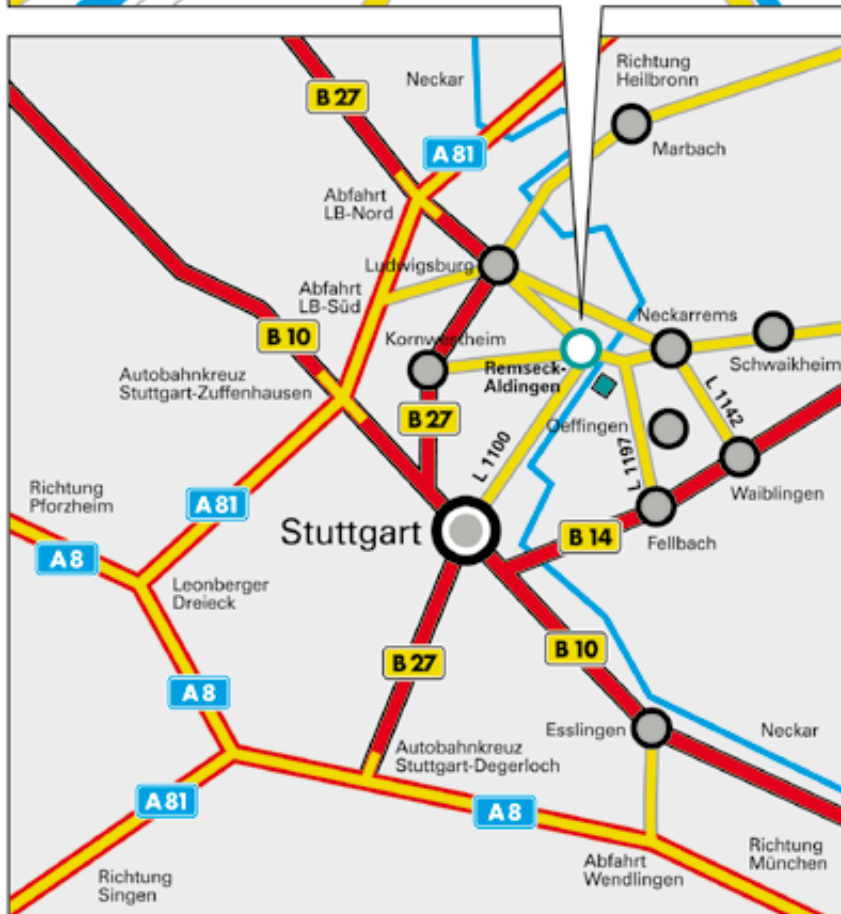 Richtung
Heilbronn
Neckar
B 27
Marbach
A 81
Abfahrt
LB-Nord
Ludwigsburg
Abfahrt
LB-Süd
Neckarrems
B 10
Kornwestheim
Schwaikheim
Remseck-
Aldingen
Autobahnkreuz
Stuttgart-Zuffenhausen
L 1142
B 27
Oeffingen
L 1100
L 1197
Waiblingen
Richtung
Pforzheim
A 81
Stuttgart
B 14
Fellbach
A 8
Leonberger
Dreieck
B 27
B 10
A 8
Esslingen
Neckar
Autobahnkreuz
Stuttgart-Degerloch
A 81
A 8
Richtung
München
Abfahrt
Wendlingen
Richtung
Singen